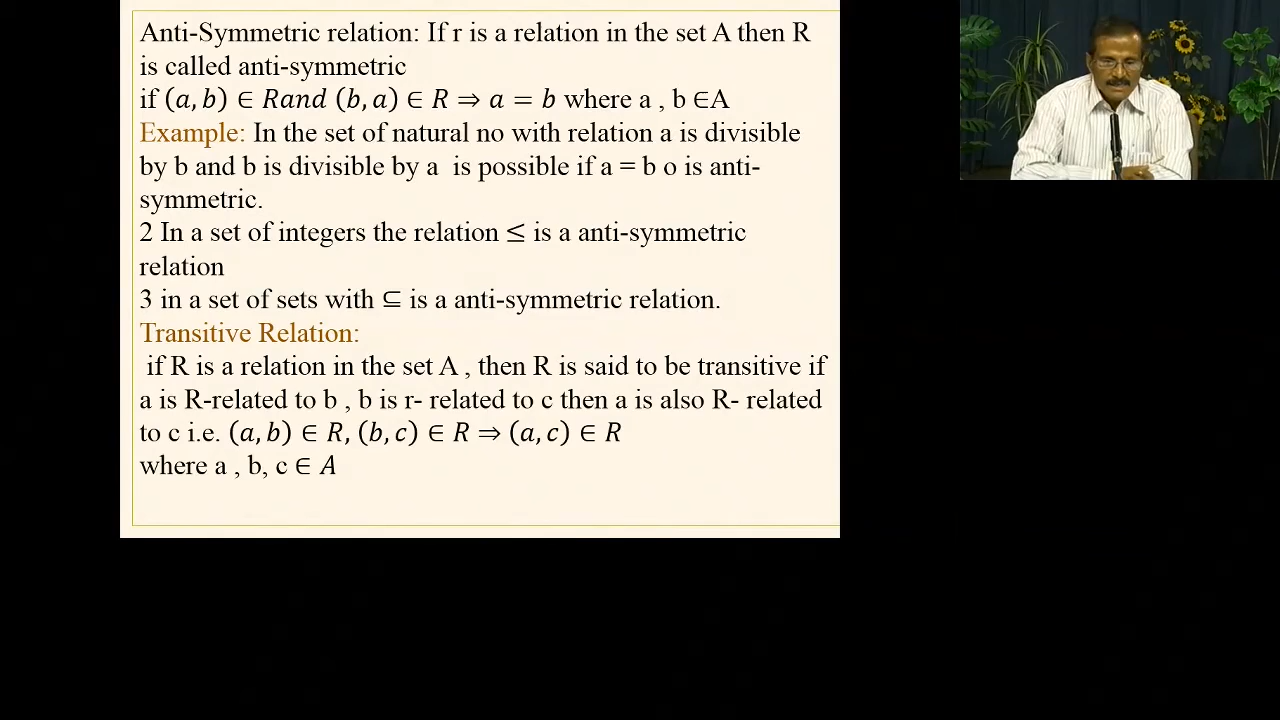 Anti-Symmetric relation: If r is a relation in the set A then R
is called anti-symmetric
if (a, b) ∈ Rand (b, a) ∈ R ⇒ a = b where a , b ∈A
Example: In the set of natural no with relation a is divisible
by b and b is divisible by a  is possible if a = b o is anti-
symmetric.
2 In a set of integers the relation ≤ is a anti-symmetric
relation
3 in a set of sets with ⊆ is a anti-symmetric relation.
Transitive Relation:
if R is a relation in the set A , then R is said to be transitive if
a is R-related to b , b is r- related to c then a is also R- related
to c i.e. (a, b) ∈ R, (b, c) ∈ R ⇒ (a, c) ∈ R
where a , b, c ∈ A